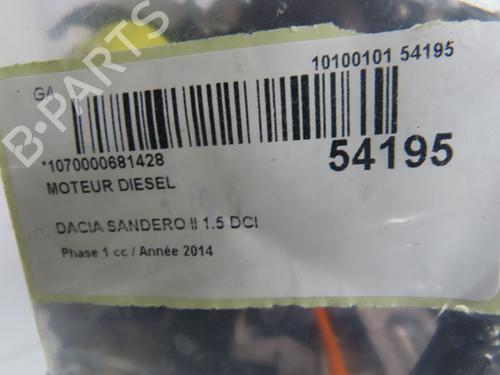 10100101 54195
GA
*1070000681428
54195
MOTEUR DIESEL
DACIA SANDERO II 1.5 DCI
Phase 1 cc / Année 2014
B-PARTS